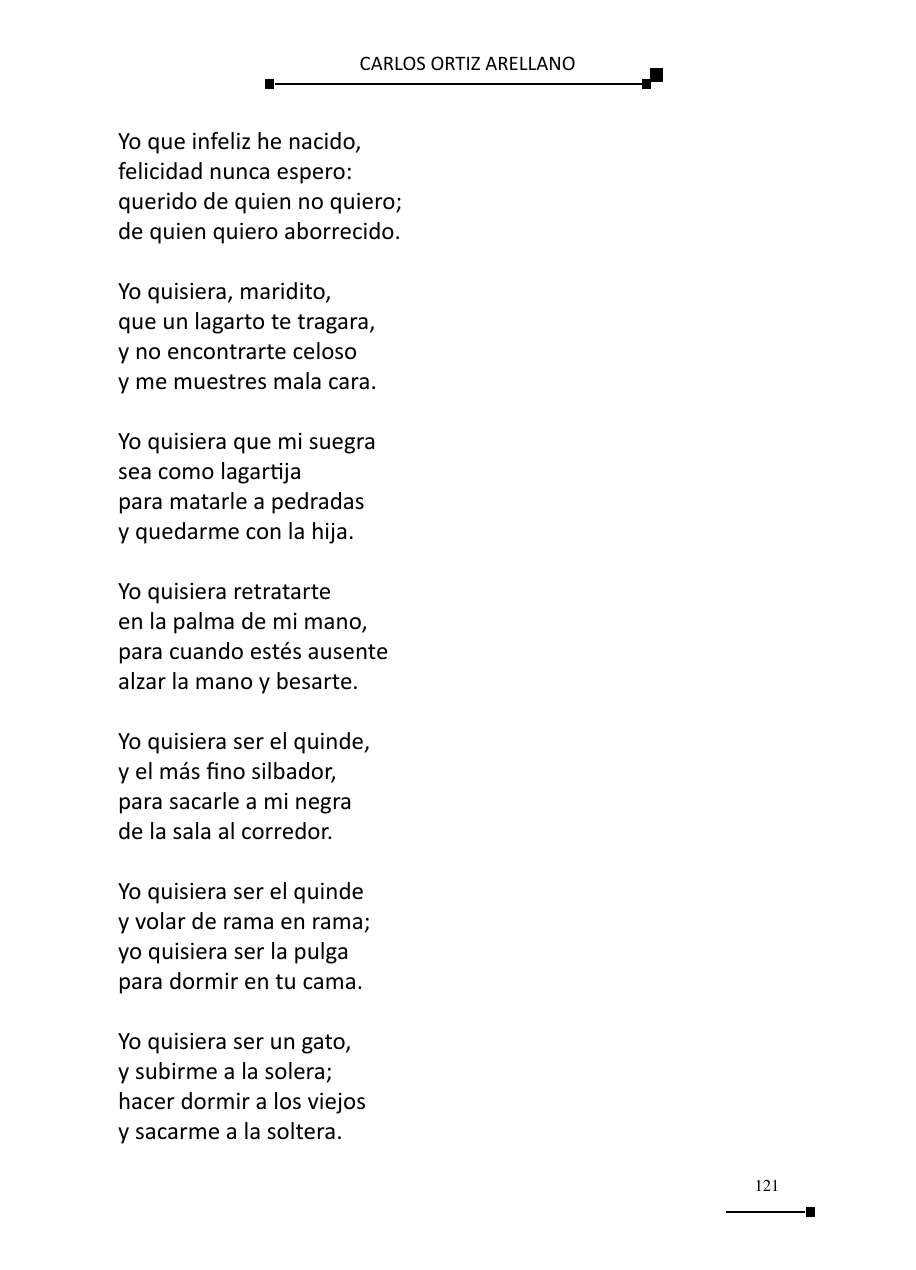 CARLOS ORTIZ ARELLANO
Yo que infeliz he nacido,
felicidad nunca espero:
querido de quien no quiero;
de quien quiero aborrecido.
Yo quisiera, maridito,
que un lagarto te tragara,
y no encontrarte celoso
y me muestres mala cara.
Yo quisiera que mi suegra
sea como lagartija
para matarle a pedradas
y quedarme con la hija.
Yo quisiera retratarte
en la palma de mi mano,
para cuando estés ausente
alzar la mano y besarte.
Yo quisiera ser el quinde,
y el más fino silbador,
para sacarle a mi negra
de la sala al corredor.
Yo quisiera ser el quinde
y volar de rama en rama;
yo quisiera ser la pulga
para dormir en tu cama.
Yo quisiera ser un gato,
y subirme a la solera;
hacer dormir a los viejos
y sacarme a la soltera.
121